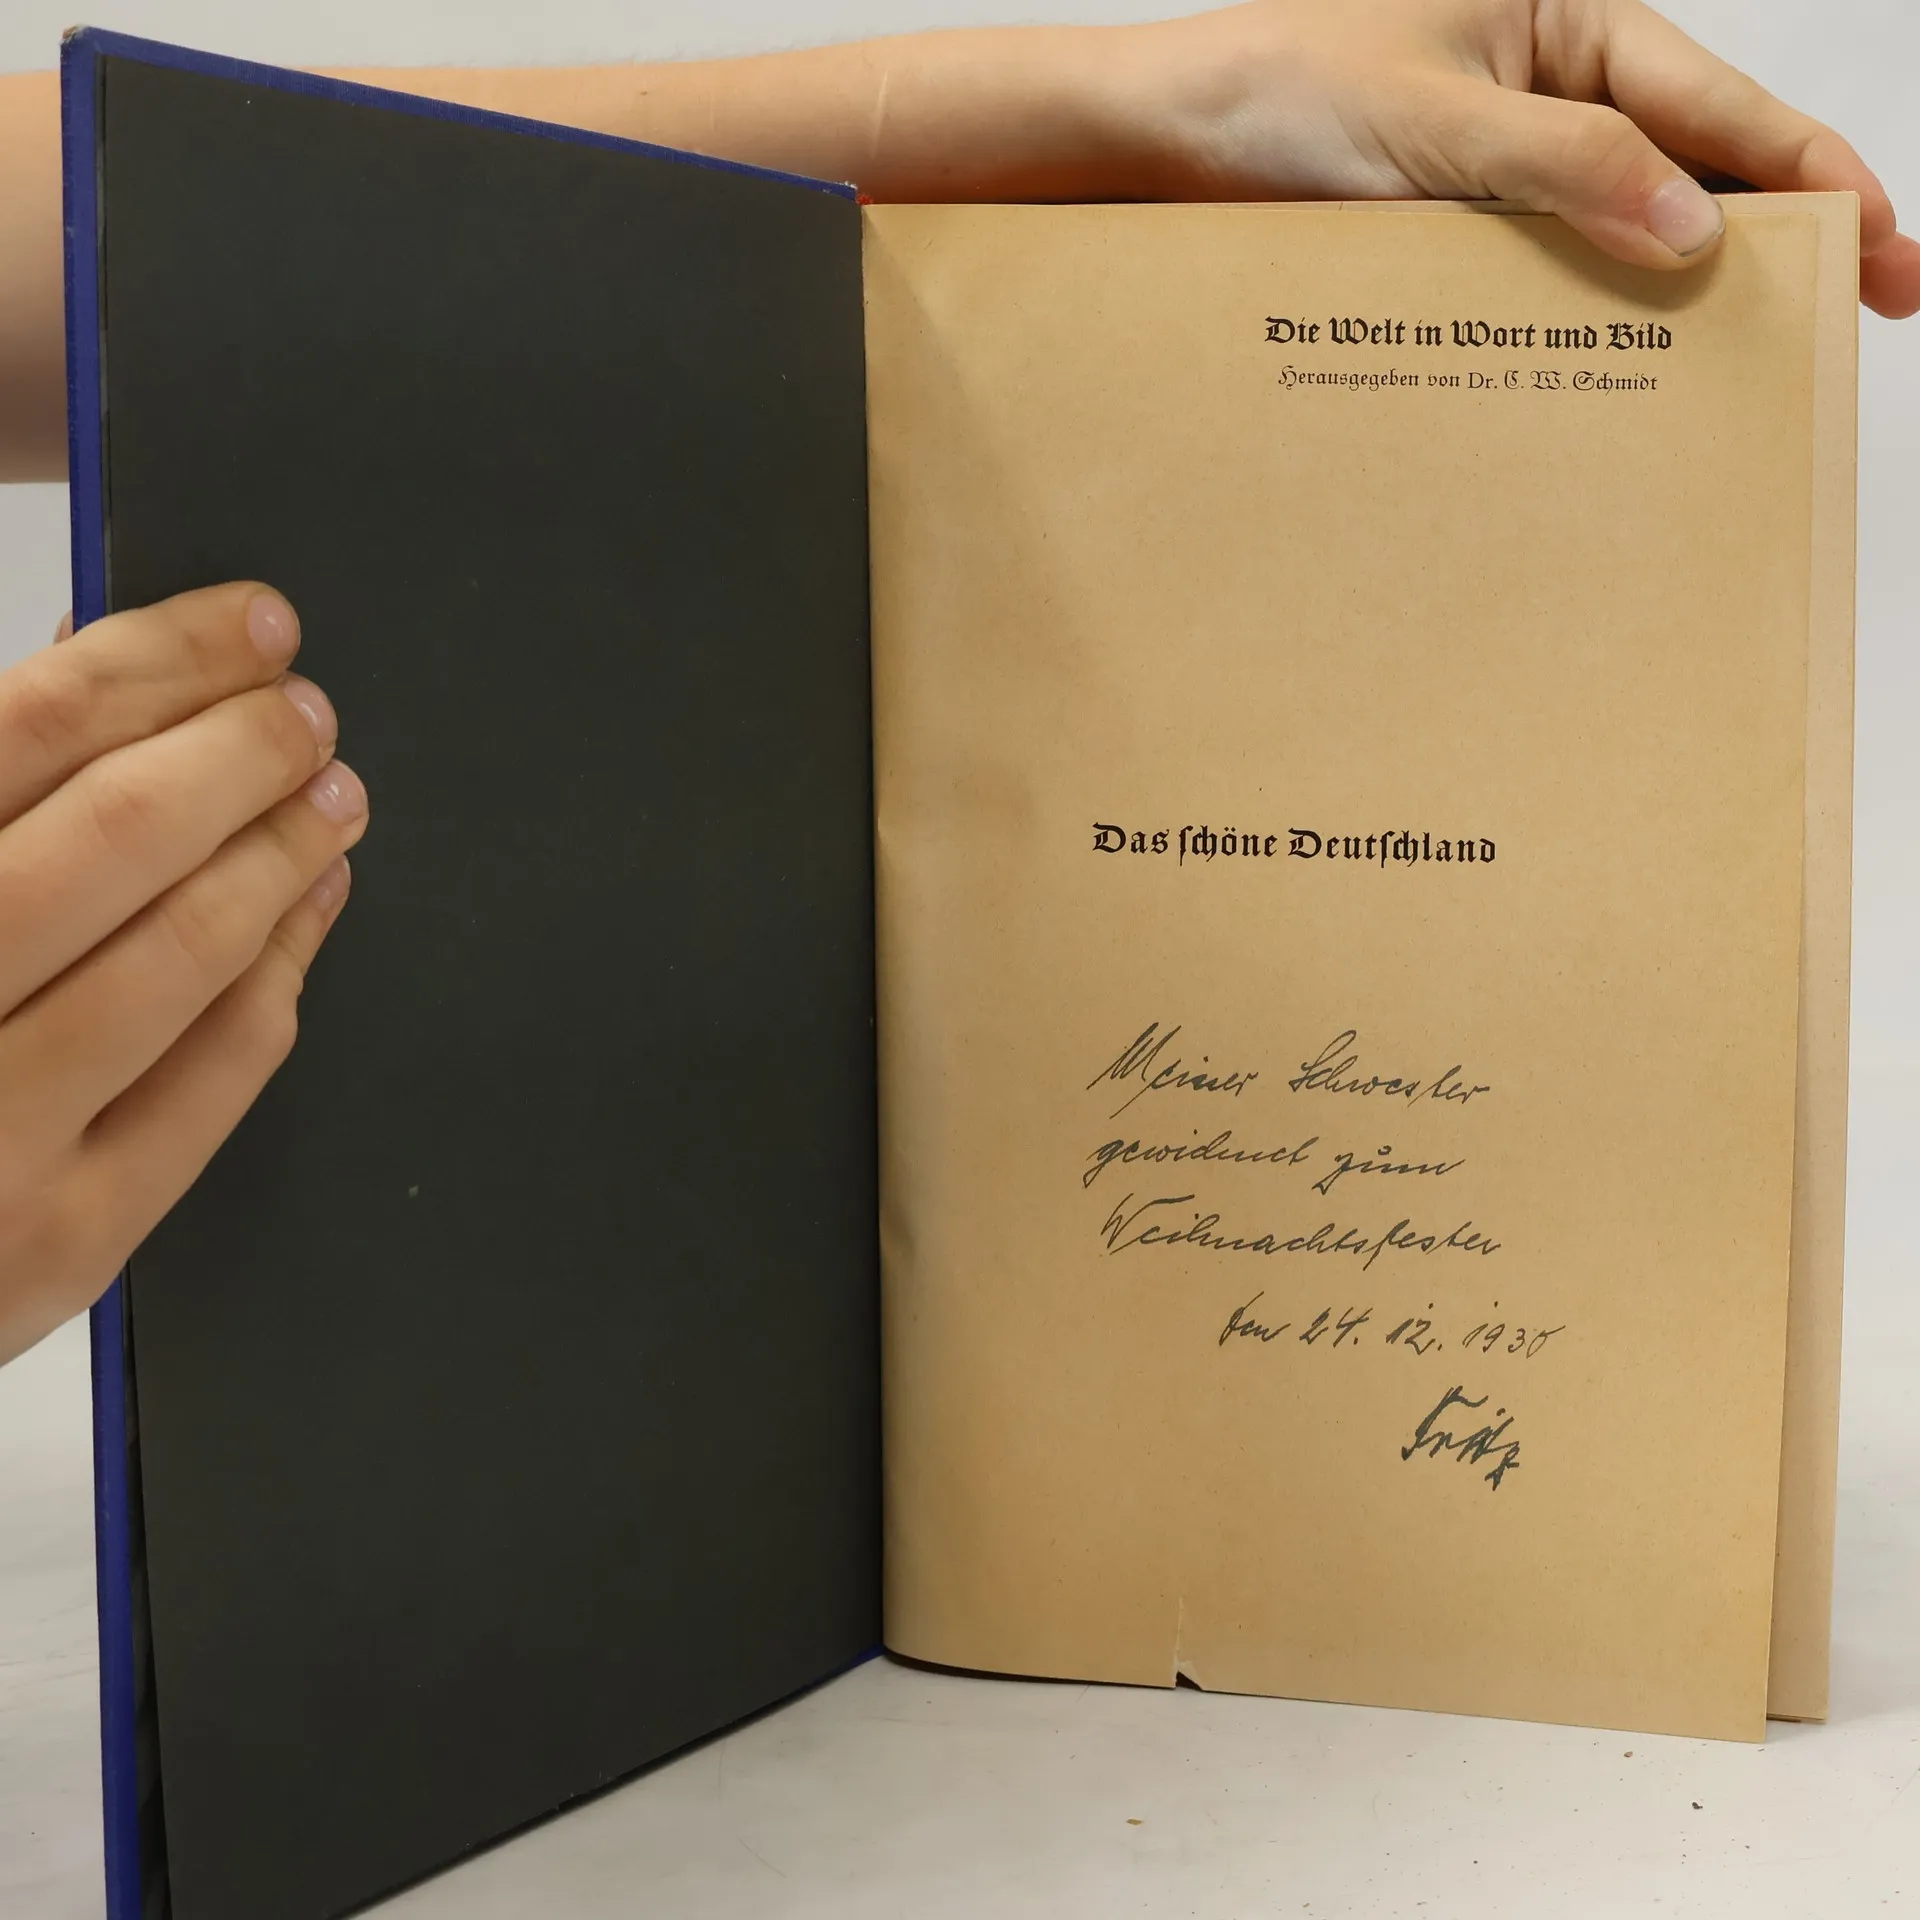 Die Welt in Wort und Bild
Herausgegeben von Dr. C. W. Schmidt
Das schöne Deutschland
Meiner Schwester
gewidmet zum
Weihnachtsfester
den 24. 12. 1930
Fritz